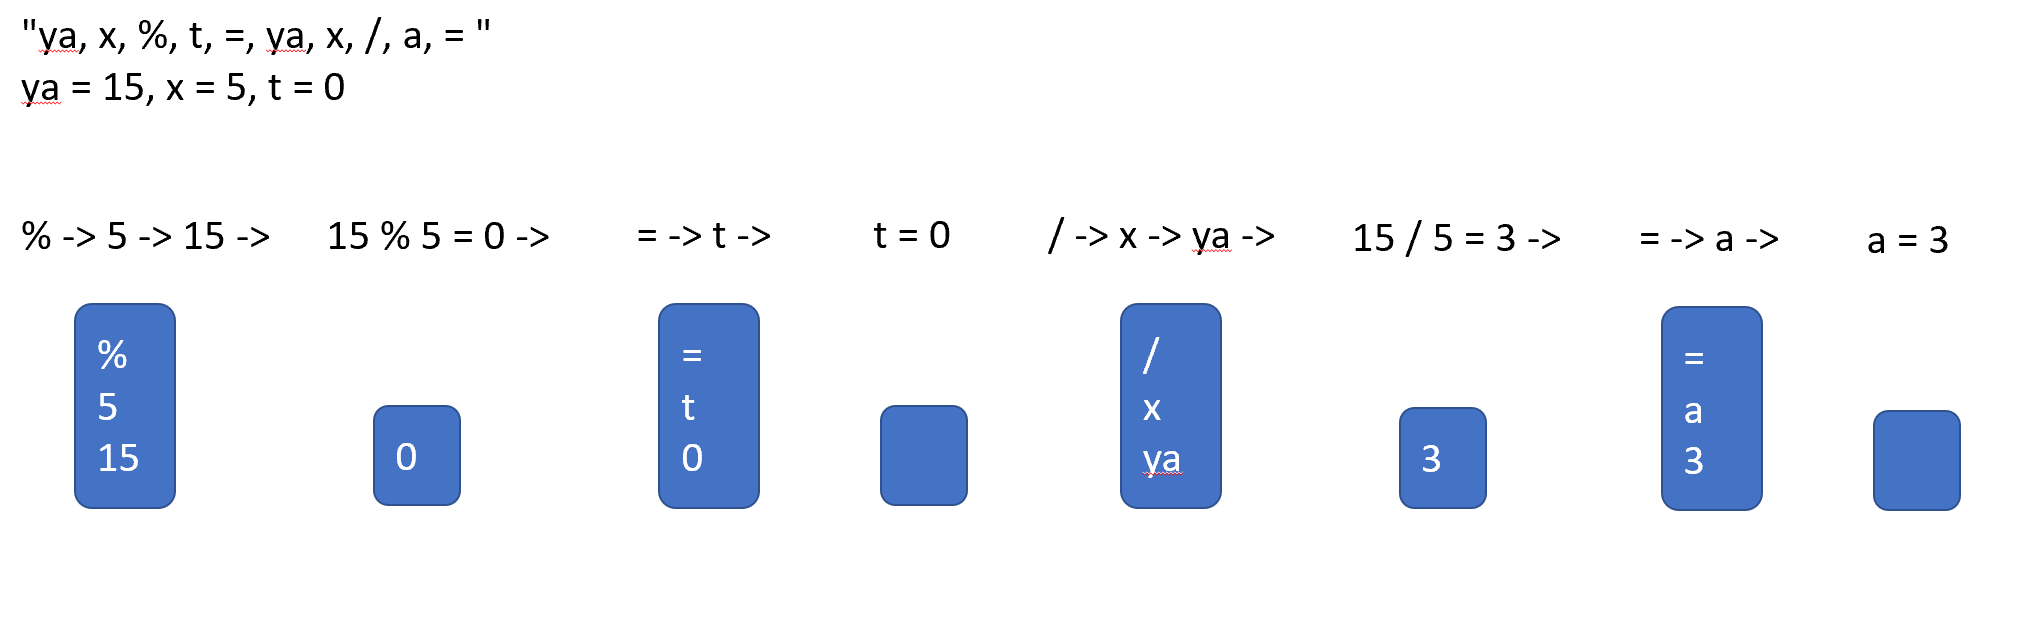 "ya, x, %, t, =, ya, x, /, a, = "
ya = 15, x = 5, t = 0
% -> 5 -> 15 ->
15 % 5 = 0 ->
= -> t ->
t = 0
/ -> x -> ya ->
15 / 5 = 3 ->
= -> a ->
a = 3
%
5
15
0
=
t
0
/
x
ya
3
=
a
3